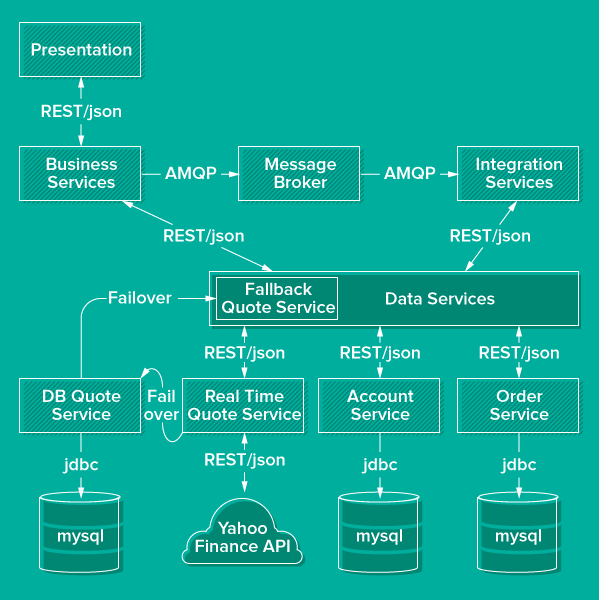 Presentation
REST/json
Business
Services
AMQP
Message
Broker
AMQP
Integration
Services
REST/json
REST/json
Fallback
Quote Service
Data Services
Failover
REST/json
REST/json
REST/json
DB Quote
Service
Fail
over
Real Time
Quote Service
Account
Service
Order
Service
jdbc
REST/json
jdbc
jdbc
mysql
Yahoo
Finance API
mysql
mysql